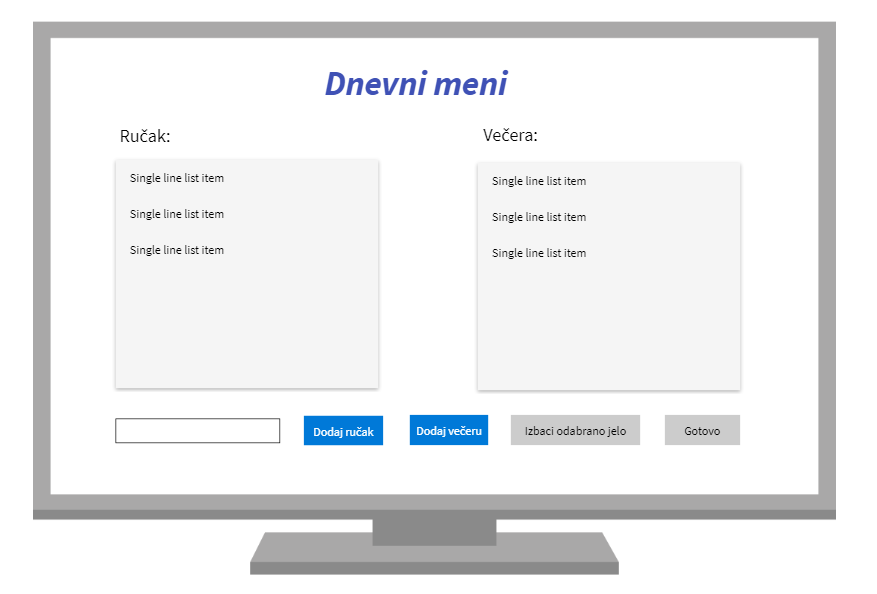 Dnevni meni
Ručak:
Single line list item
Single line list item
Single line list item
Večera:
Single line list item
Single line list item
Single line list item
Dodaj ručak
Dodaj večeru
Izbaci odabrano jelo
Gotovo